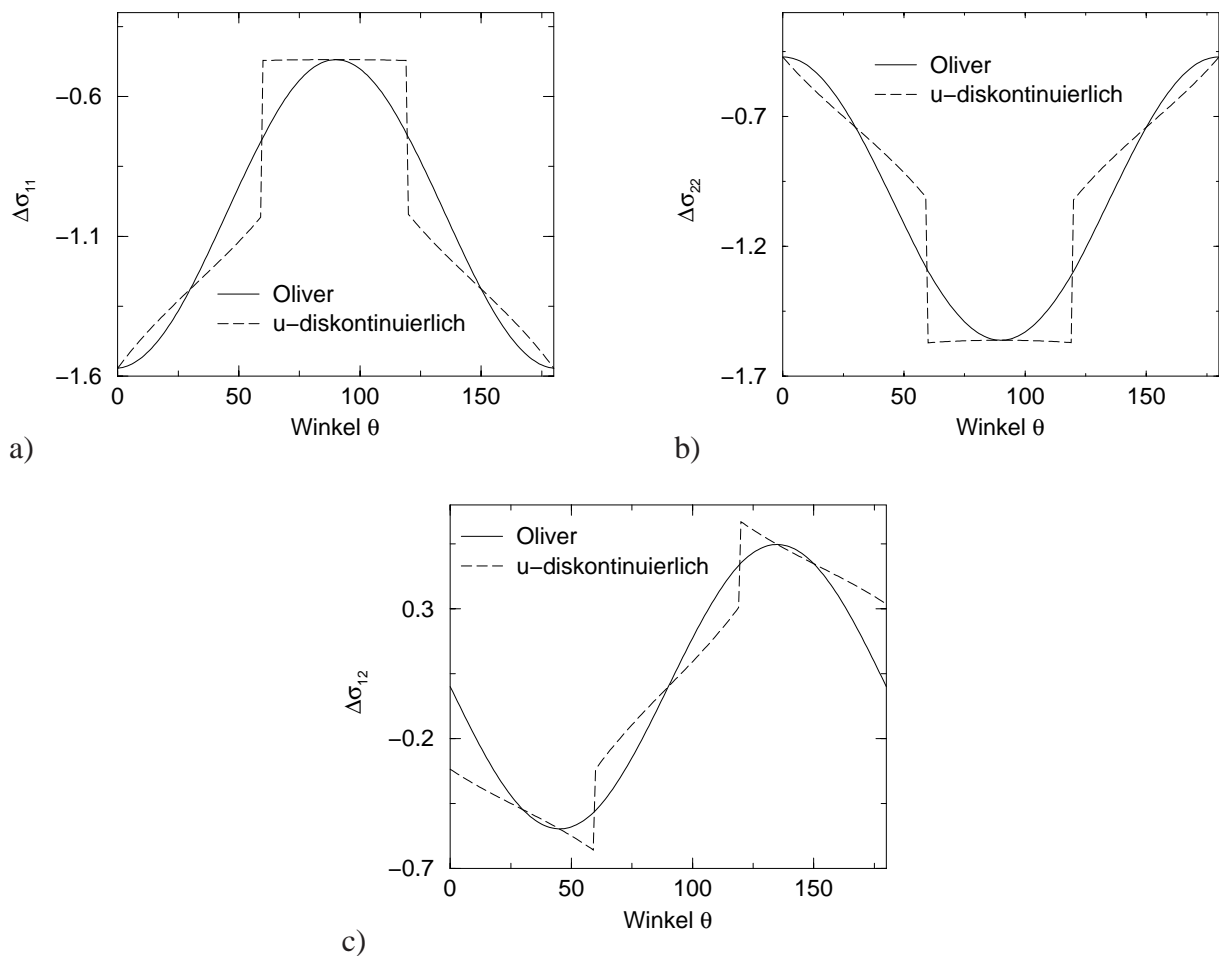 −0.6
−1.1
−1.6
Δσ11
0
50
100
150
Winkel θ
Oliver
u−diskontinuierlich
a)
−0.7
−1.2
−1.7
Δσ22
0
50
100
150
Winkel θ
Oliver
u−diskontinuierlich
b)
0.3
−0.2
−0.7
Δσ12
0
50
100
150
Winkel θ
Oliver
u−diskontinuierlich
c)